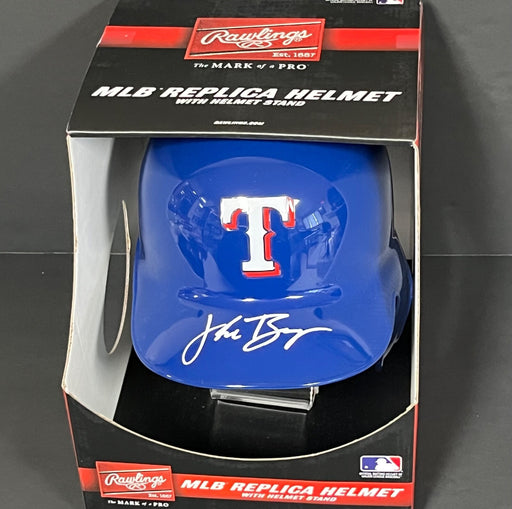 Rawlings®
Est. 1887
The MARK of a PRO
MLB® REPLICA HELMET
WITH HELMET STAND
RAWLINGS.COM
T
Rawlings®
Est. 1887
The MARK of a PRO
MLB REPLICA HELMET
WITH HELMET STAND